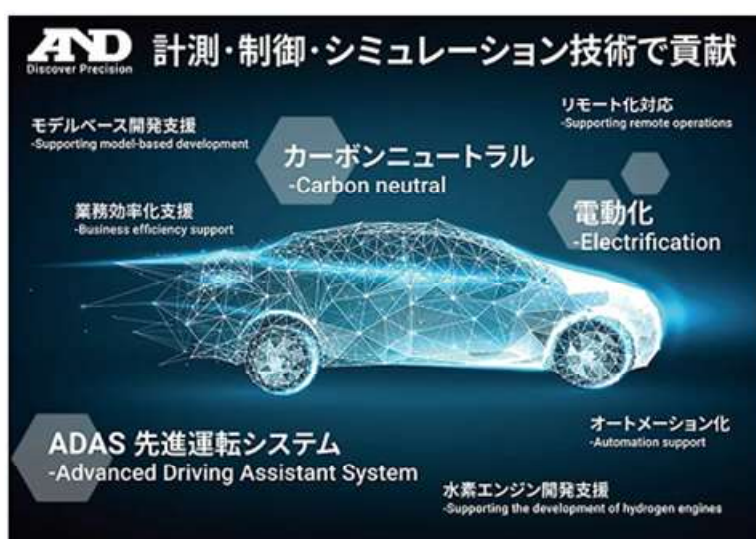 AND 計測・制御・シミュレーション技術で貢献
Discover Precision
モデルベース開発支援
-Supporting model-based development
リモート化対応
-Supporting remote operations
カーボンニュートラル
-Carbon neutral
業務効率化支援
-Business efficiency support
電動化
-Electrification
ADAS 先進運転システム
-Advanced Driving Assistant System
オートメーション化
-Automation support
水素エンジン開発支援
-Supporting the development of hydrogen engines